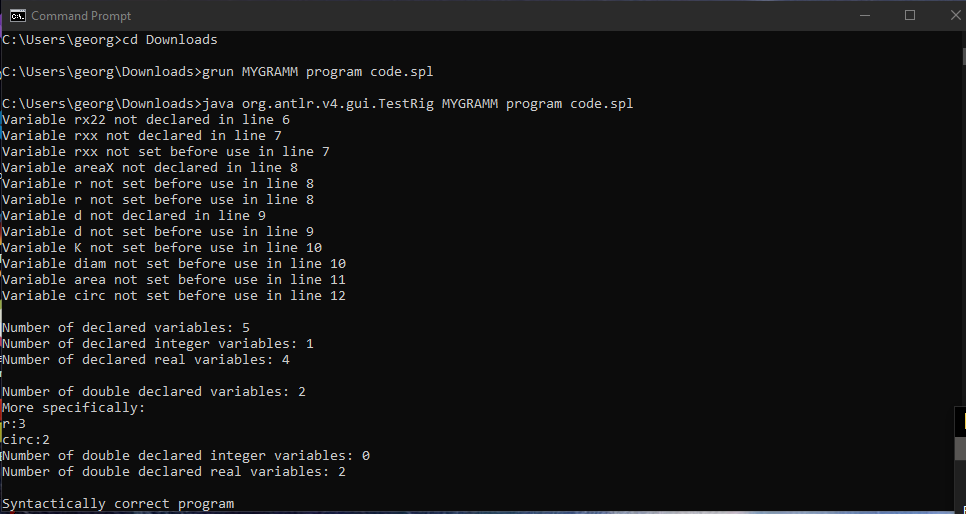 Command Prompt
C:\Users\georg>cd Downloads
C:\Users\georg\Downloads>grun MYGRAMM program code.spl
C:\Users\georg\Downloads>java org.antlr.v4.gui.TestRig MYGRAMM program code.spl
Variable rx22 not declared in line 6
Variable rxx not declared in line 7
Variable rxx not set before use in line 7
Variable areaX not declared in line 8
Variable r not set before use in line 8
Variable r not set before use in line 8
Variable d not declared in line 9
Variable d not set before use in line 9
Variable K not set before use in line 10
Variable diam not set before use in line 10
Variable area not set before use in line 11
Variable circ not set before use in line 12
Number of declared variables: 5
Number of declared integer variables: 1
Number of declared real variables: 4
Number of double declared variables: 2
More specifically:
r:3
circ:2
Number of double declared integer variables: 0
Number of double declared real variables: 2
Syntactically correct program